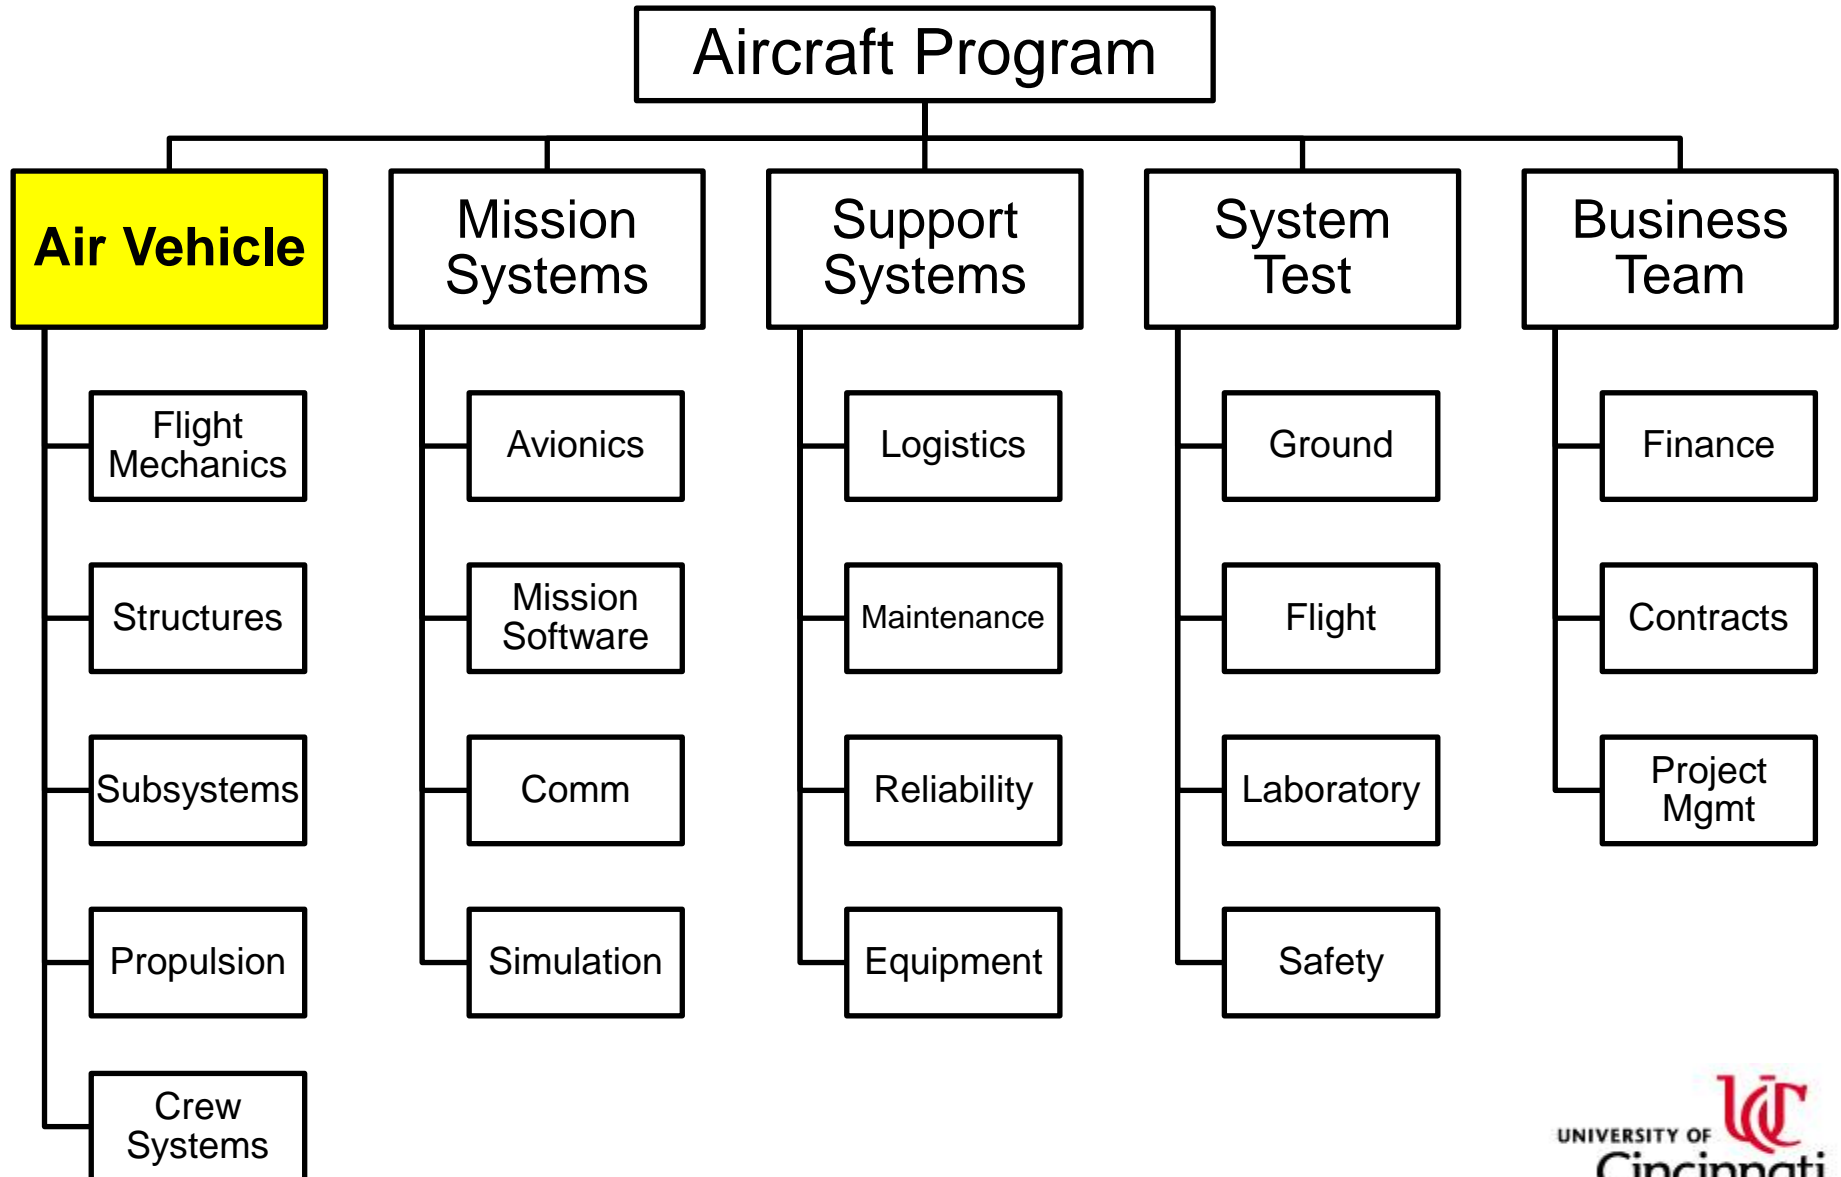 Aircraft Program
Air Vehicle
Mission
Systems
Support
Systems
System
Test
Business
Team
Flight
Mechanics
Structures
Subsystems
Propulsion
Crew
Systems
Avionics
Mission
Software
Comm
Simulation
Logistics
Maintenance
Reliability
Equipment
Ground
Flight
Laboratory
Safety
Finance
Contracts
Project
Mgmt
UC
UNIVERSITY OF
Cincinnati